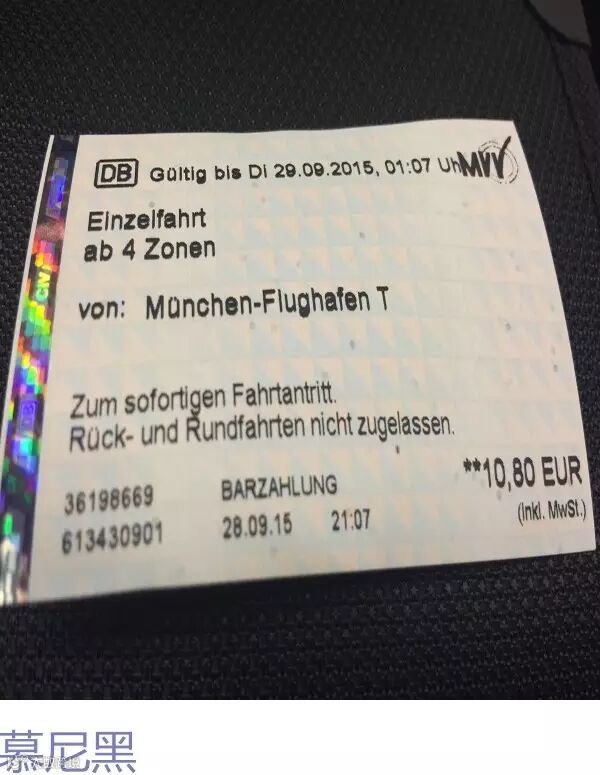 DB Gültig bis Di 29.09.2015, 01:07 Uh MVV
Einzelfahrt
ab 4 Zonen
von: München-Flughafen T
Zum sofortigen Fahrtantritt.
Rück- und Rundfahrten nicht zugelassen.
**10,80 EUR
(inkl. MwSt.)
36198669 BARZAHLUNG
613430901 28.09.15 21:07
慕尼黑